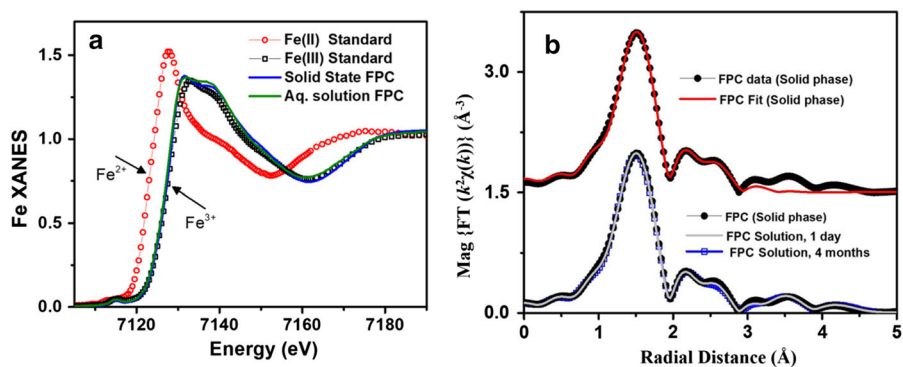 a
Fe(II) Standard
Fe(III) Standard
Solid State FPC
Aq. solution FPC
Fe²⁺
Fe³⁺
Fe XANES
1.5
1.0
0.5
0.0
7120 7140 7160 7180
Energy (eV)
b
FPC data (Solid phase)
FPC Fit (Solid phase)
FPC (Solid phase)
FPC Solution, 1 day
FPC Solution, 4 months
Mag {FT (k²χ(k))} (Å⁻³)
3.5
1.5
0.0
0 1 2 3 4 5
Radial Distance (Å)